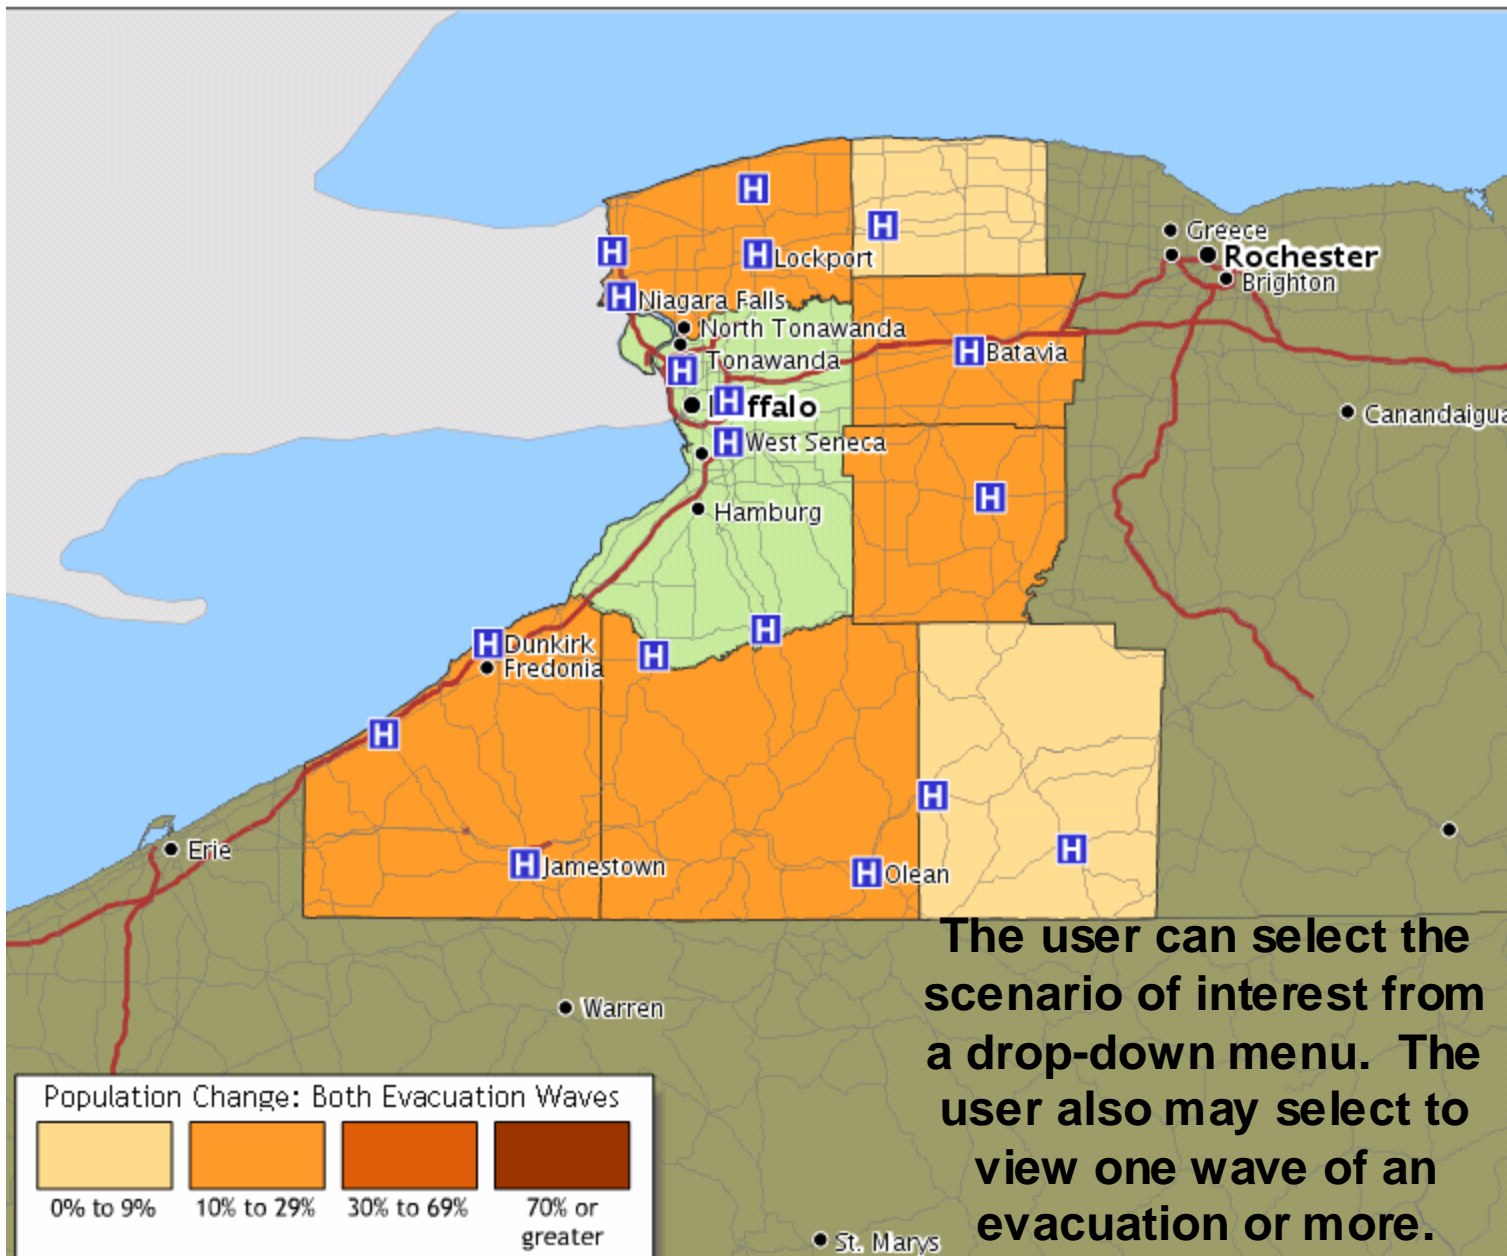 Greece
Rochester
Brighton
H
H
H Lockport
H
H Niagara Falls
North Tonawanda
Tonawanda
H
H Batavia
H ffalo
Canandaigua
H West Seneca
H
Hamburg
H
H Dunkirk
H
Fredonia
H
H
Erie
H
H Jamestown
H Olean
The user can select the
scenario of interest from
Warren
a drop-down menu. The
user also may select to
view one wave of an
evacuation or more.
Population Change: Both Evacuation Waves
0% to 9%
10% to 29%
30% to 69%
70% or
greater
St. Marys